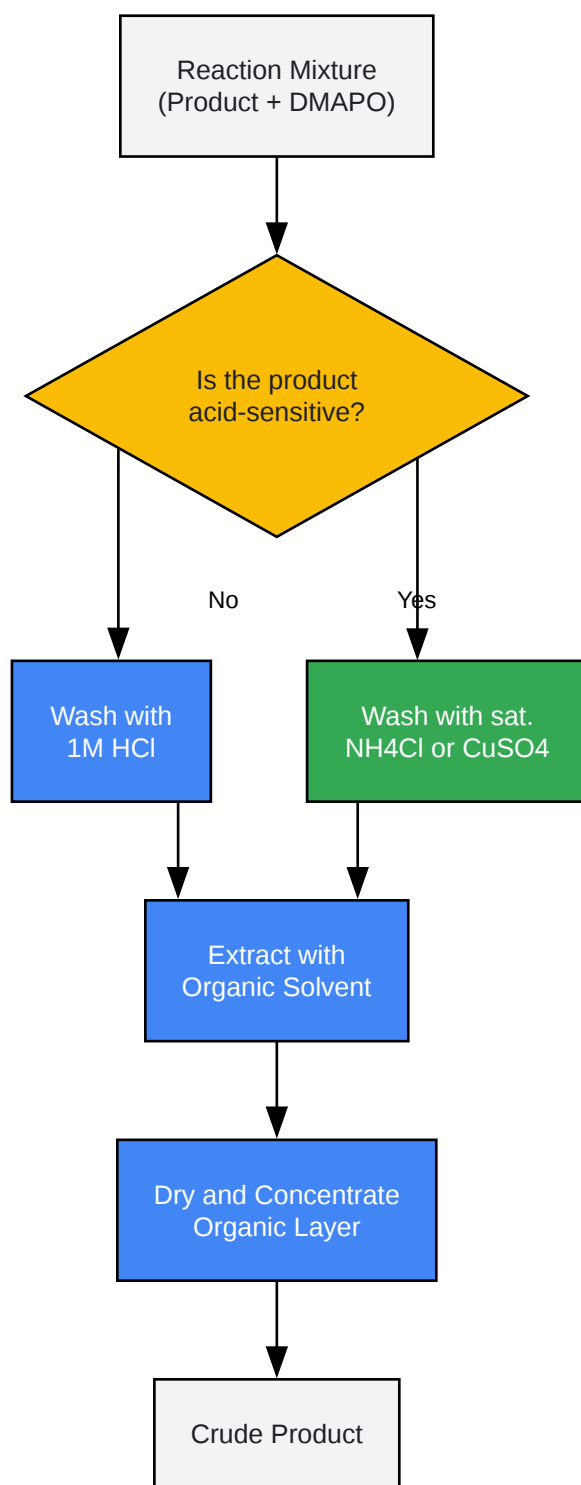 Reaction Mixture
(Product + DMAPO)
Is the product
acid-sensitive?
No
Yes
Wash with
1M HCl
Wash with sat.
NH4Cl or CuSO4
Extract with
Organic Solvent
Dry and Concentrate
Organic Layer
Crude Product